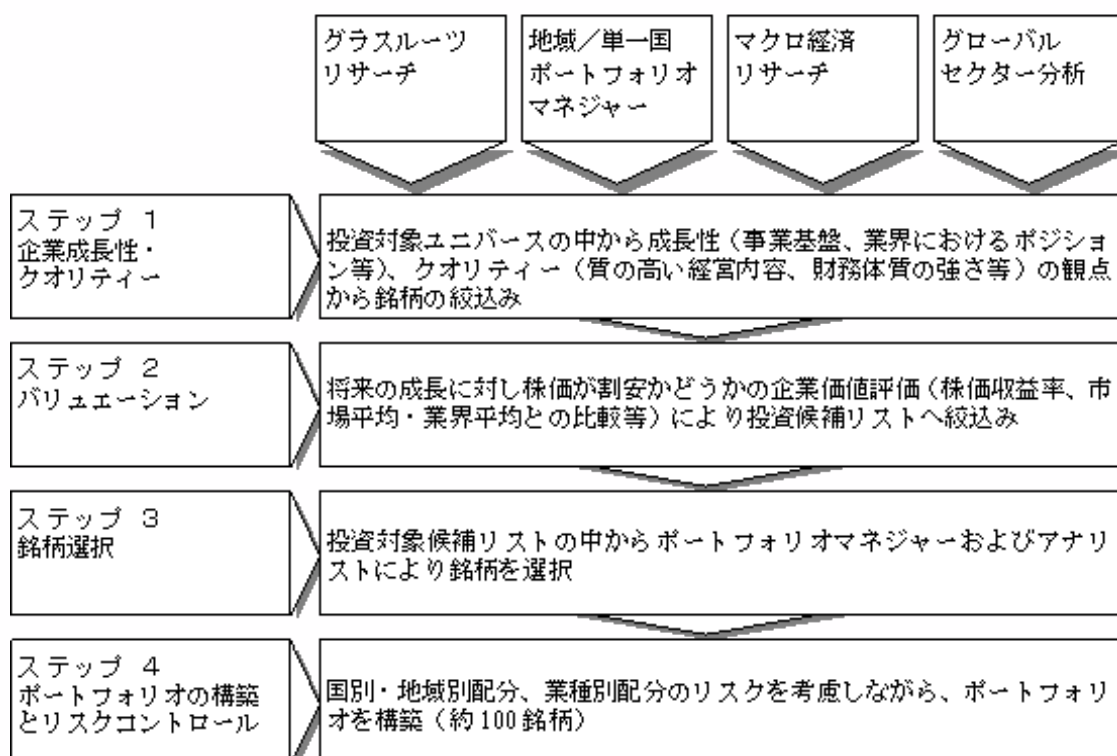 グラスルーツ
リサーチ
地域／単一国
ポートフォリオ
マネジャー
マクロ経済
リサーチ
グローバル
セクター分析
ステップ 1
企業成長性・
クオリティー
投資対象ユニバースの中から成長性（事業基盤、業界におけるポジショ
ン等）、クオリティー（質の高い経営内容、財務体質の強さ等）の観点
から銘柄の絞込み
ステップ 2
バリュエーション
将来の成長に対し株価が割安かどうかの企業価値評価（株価収益率、市
場平均・業界平均との比較等）により投資候補リストへ絞込み
ステップ 3
銘柄選択
投資対象候補リストの中からポートフォリオマネジャーおよびアナリ
ストにより銘柄を選択
ステップ 4
ポートフォリオの構築
とリスクコントロール
国別・地域別配分、業種別配分のリスクを考慮しながら、ポートフォリ
オを構築（約100銘柄）